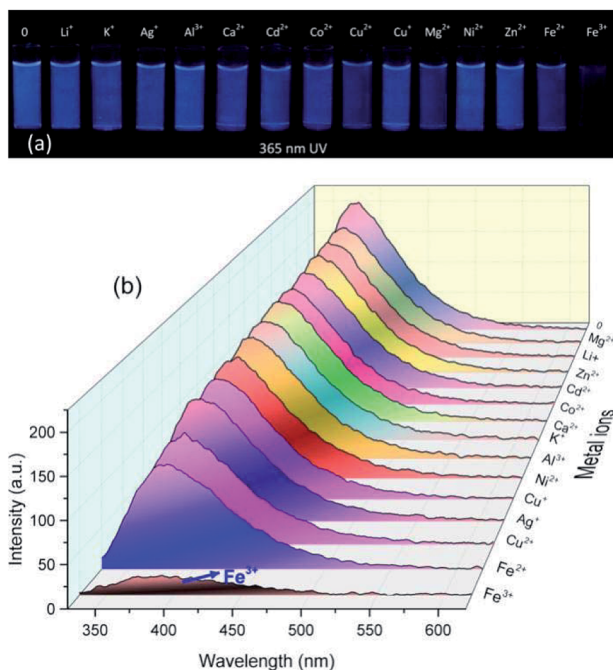 0 Li⁺ K⁺ Ag⁺ Al³⁺ Ca²⁺ Cd²⁺ Co²⁺ Cu²⁺ Cu⁺ Mg²⁺ Ni²⁺ Zn²⁺ Fe²⁺ Fe³⁺
(a)
365 nm UV
(b)
0
Mg²⁺
Li+
Zn²⁺
Cd²⁺
Co²⁺
Ca²⁺
K⁺
Al³⁺
Ni²⁺
Cu⁺
Ag⁺
Cu²⁺
Fe²⁺
Fe³⁺
Metal ions
200
150
100
50
0
Intensity (a.u.)
Fe³⁺
350 400 450 500 550 600
Wavelength (nm)